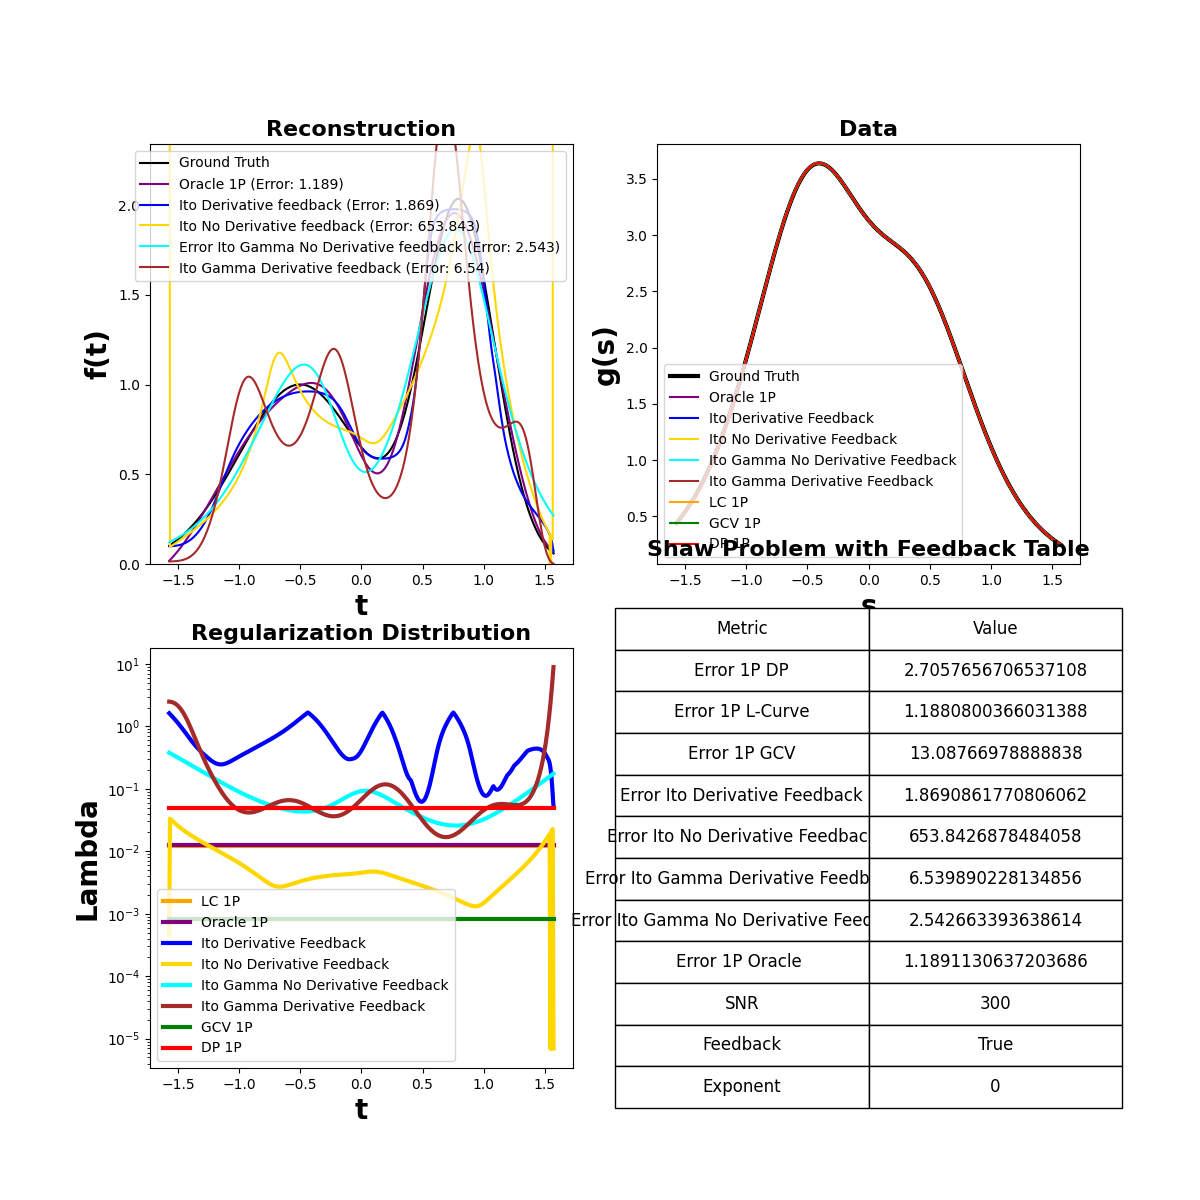 Reconstruction
Ground Truth
Oracle 1P (Error: 1.189)
Ito Derivative feedback (Error: 1.869)
Ito No Derivative feedback (Error: 653.843)
Error Ito Gamma No Derivative feedback (Error: 2.543)
Ito Gamma Derivative feedback (Error: 6.54)
f(t)
2.0
1.5
1.0
0.5
0.0
−1.5 −1.0 −0.5 0.0 0.5 1.0 1.5
t
Data
g(s)
3.5
3.0
2.5
2.0
1.5
1.0
0.5
Ground Truth
Oracle 1P
Ito Derivative Feedback
Ito No Derivative Feedback
Ito Gamma No Derivative Feedback
Ito Gamma Derivative Feedback
LC 1P
GCV 1P
DP 1P
−1.5 −1.0 −0.5 0.0 0.5 1.0 1.5
s
Regularization Distribution
Lambda
10¹
10⁰
10⁻¹
10⁻²
10⁻³
10⁻⁴
10⁻⁵
LC 1P
Oracle 1P
Ito Derivative Feedback
Ito No Derivative Feedback
Ito Gamma No Derivative Feedback
Ito Gamma Derivative Feedback
GCV 1P
DP 1P
−1.5 −1.0 −0.5 0.0 0.5 1.0 1.5
t
Shaw Problem with Feedback Table
Metric Value
Error 1P DP 2.7057656706537108
Error 1P L-Curve 1.1880800366031388
Error 1P GCV 13.08766978888838
Error Ito Derivative Feedback 1.8690861770806062
Error Ito No Derivative Feedbac 653.8426878484058
Error Ito Gamma Derivative Feedb 6.539890228134856
Error Ito Gamma No Derivative Feed 2.542663393638614
Error 1P Oracle 1.1891130637203686
SNR 300
Feedback True
Exponent 0